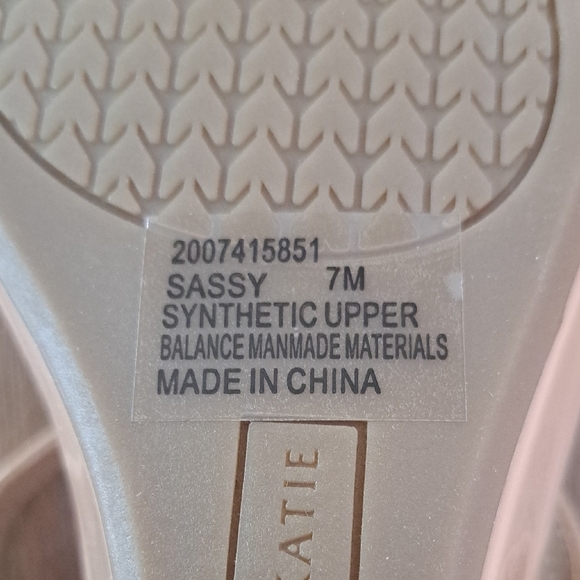 2007415851
SASSY 7M
SYNTHETIC UPPER
BALANCE MANMADE MATERIALS
MADE IN CHINA
KATIE